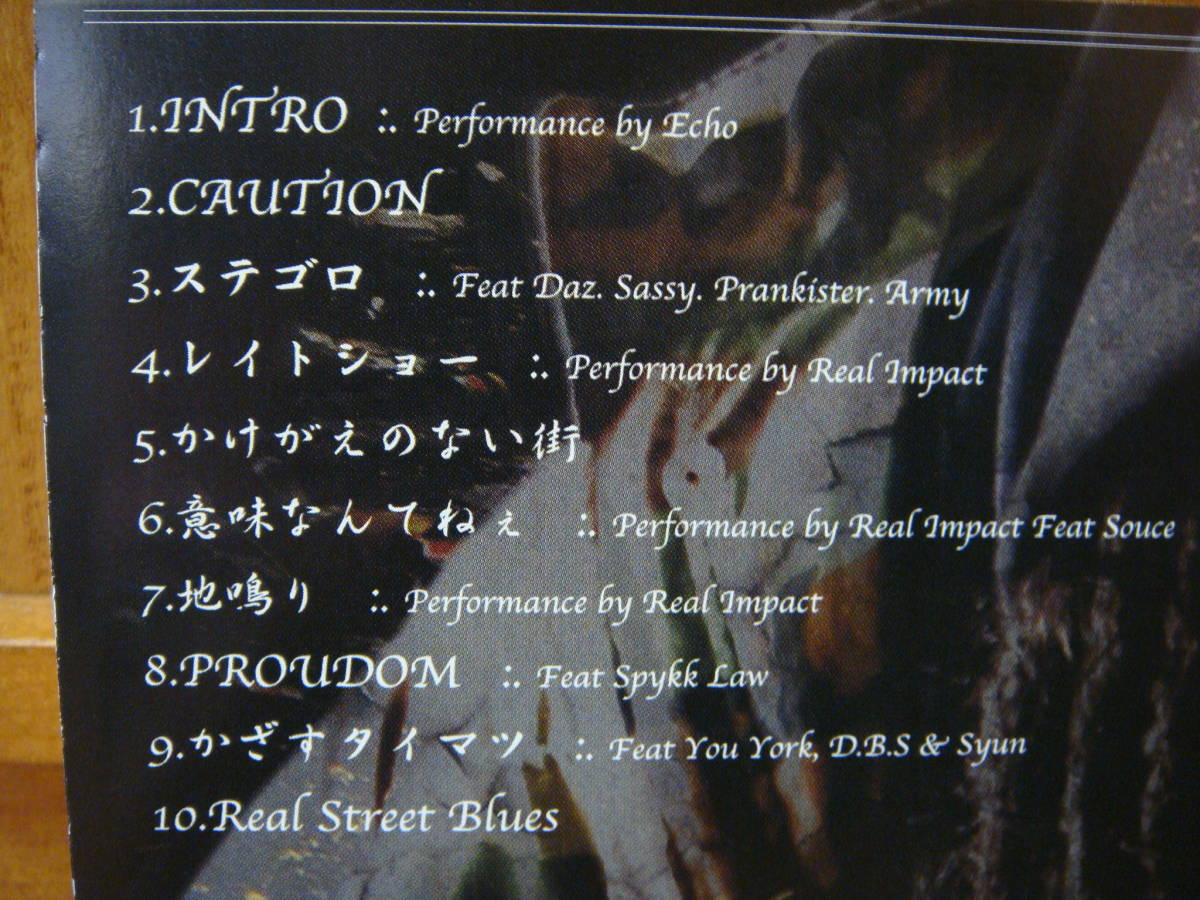 1.INTRO :. Performance by Echo
2.CAUTION
3.ステゴロ :. Feat Daz. Sassy. Prankister. Army
4.レイトショー :. Performance by Real Impact
5.かけがえのない街
6.意味なんてねぇ :. Performance by Real Impact Feat Souce
7.地鳴り :. Performance by Real Impact
8.PROUDOM :. Feat Spykk Law
9.かざすタイマツ :. Feat You York, D.B.S & Syun
10.Real Street Blues